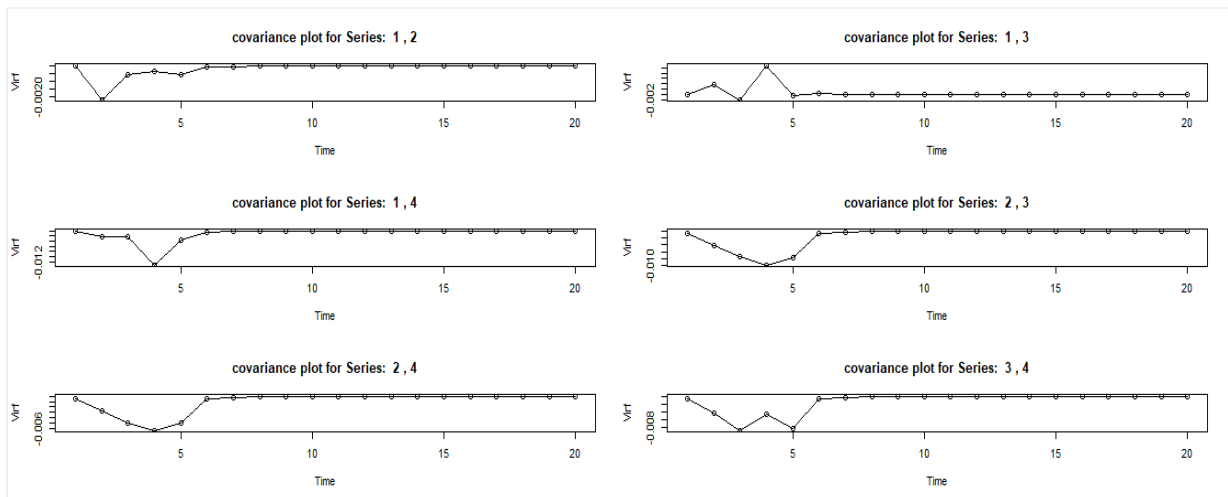 covariance plot for Series:  1 , 2
Virf
-0.0020
5 10 15 20
Time
covariance plot for Series:  1 , 3
Virf
-0.002
5 10 15 20
Time
covariance plot for Series:  1 , 4
Virf
-0.012
5 10 15 20
Time
covariance plot for Series:  2 , 3
Virf
-0.010
5 10 15 20
Time
covariance plot for Series:  2 , 4
Virf
-0.006
5 10 15 20
Time
covariance plot for Series:  3 , 4
Virf
-0.008
5 10 15 20
Time